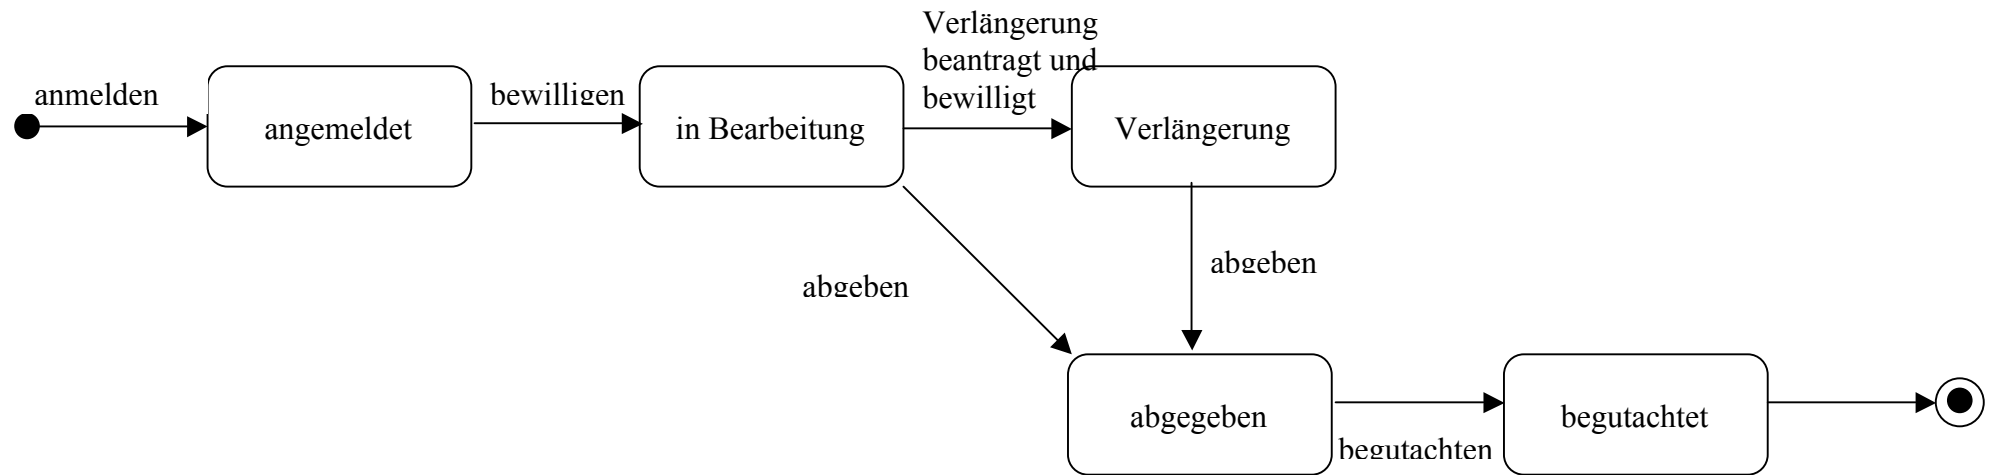 Verlängerung
beantragt und
bewilligt
anmelden
bewilligen
angemeldet
in Bearbeitung
Verlängerung
abgeben
abgeben
abgegeben
begutachtet
begutachten